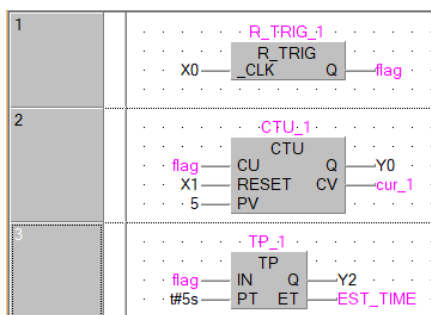 1
R_TRIG_1
R_TRIG
X0 _CLK Q flag
2
CTU_1
CTU
flag CU Q Y0
X1 RESET CV cur_1
5 PV
3
TP_1
TP
flag IN Q Y2
t#5s PT ET EST_TIME